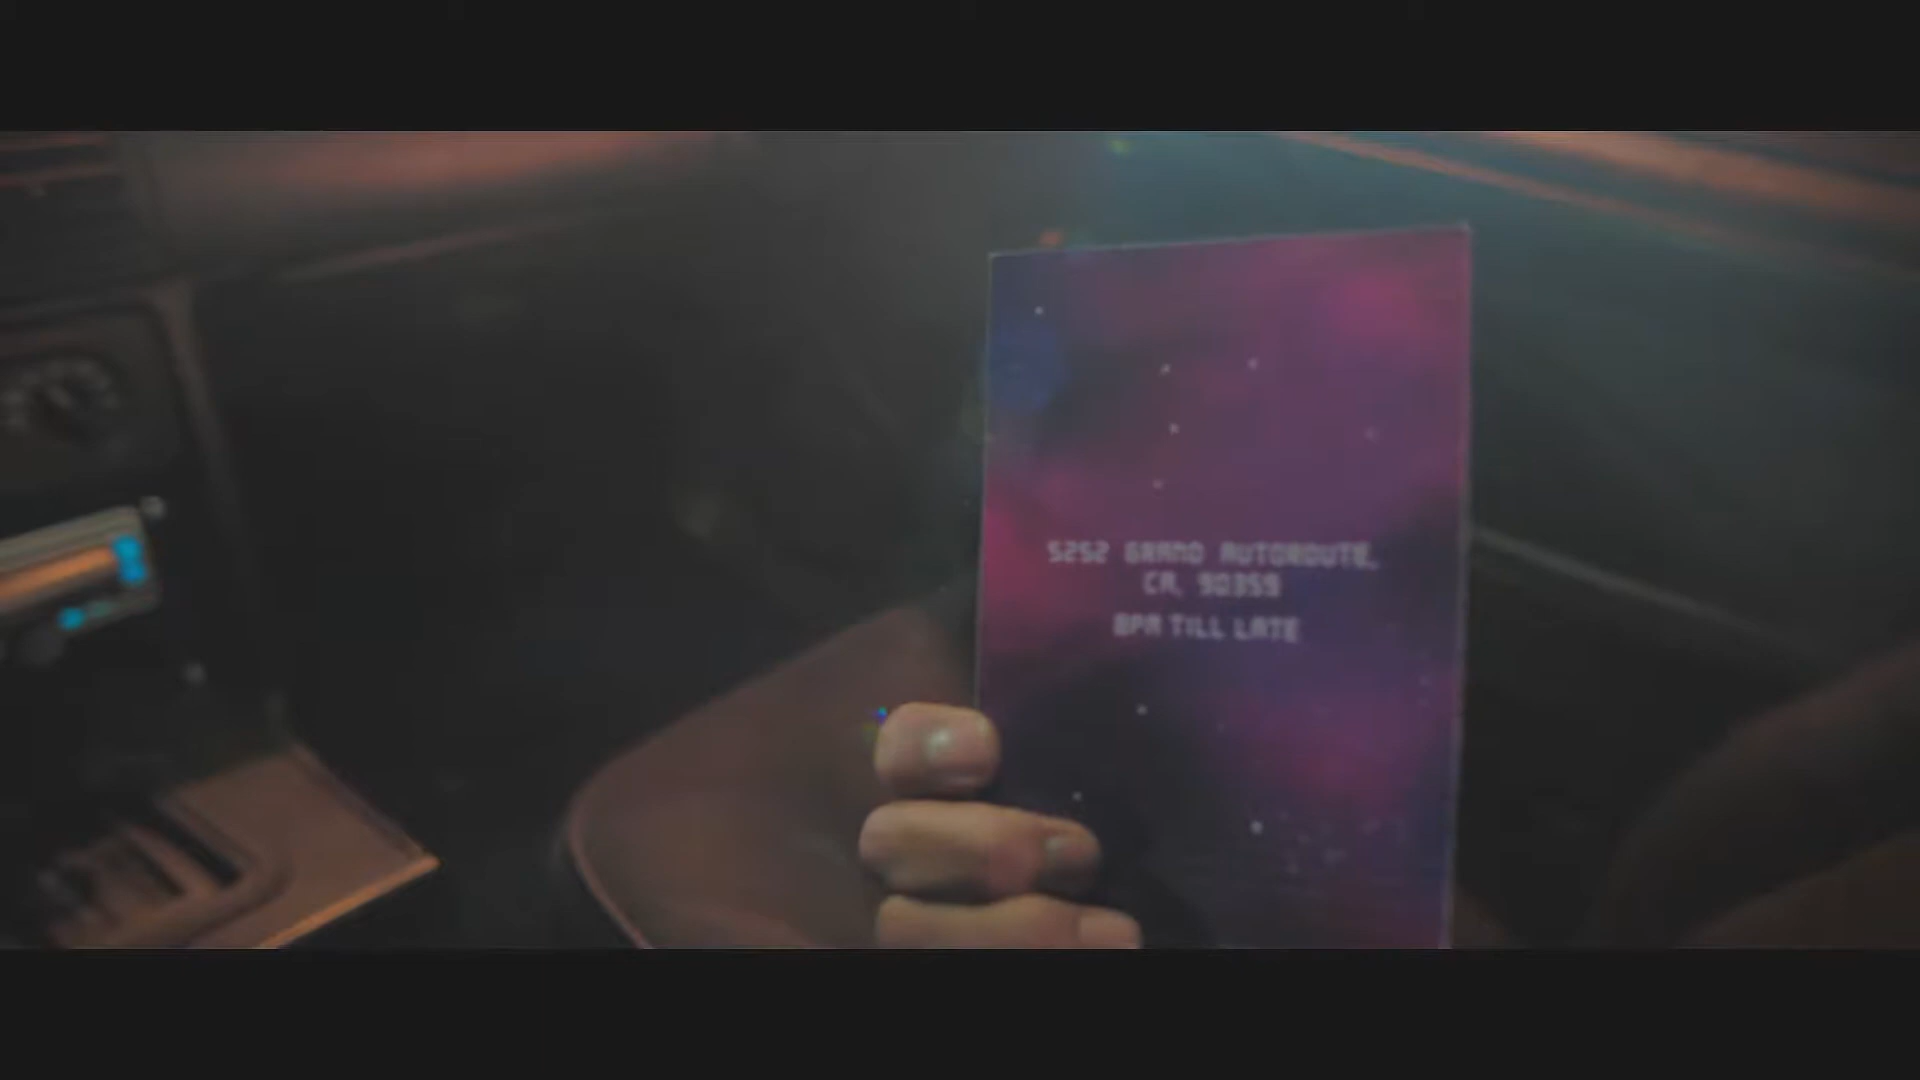 5252 GRAND AUTOROUTE,
CA, 90359
8PM TILL LATE